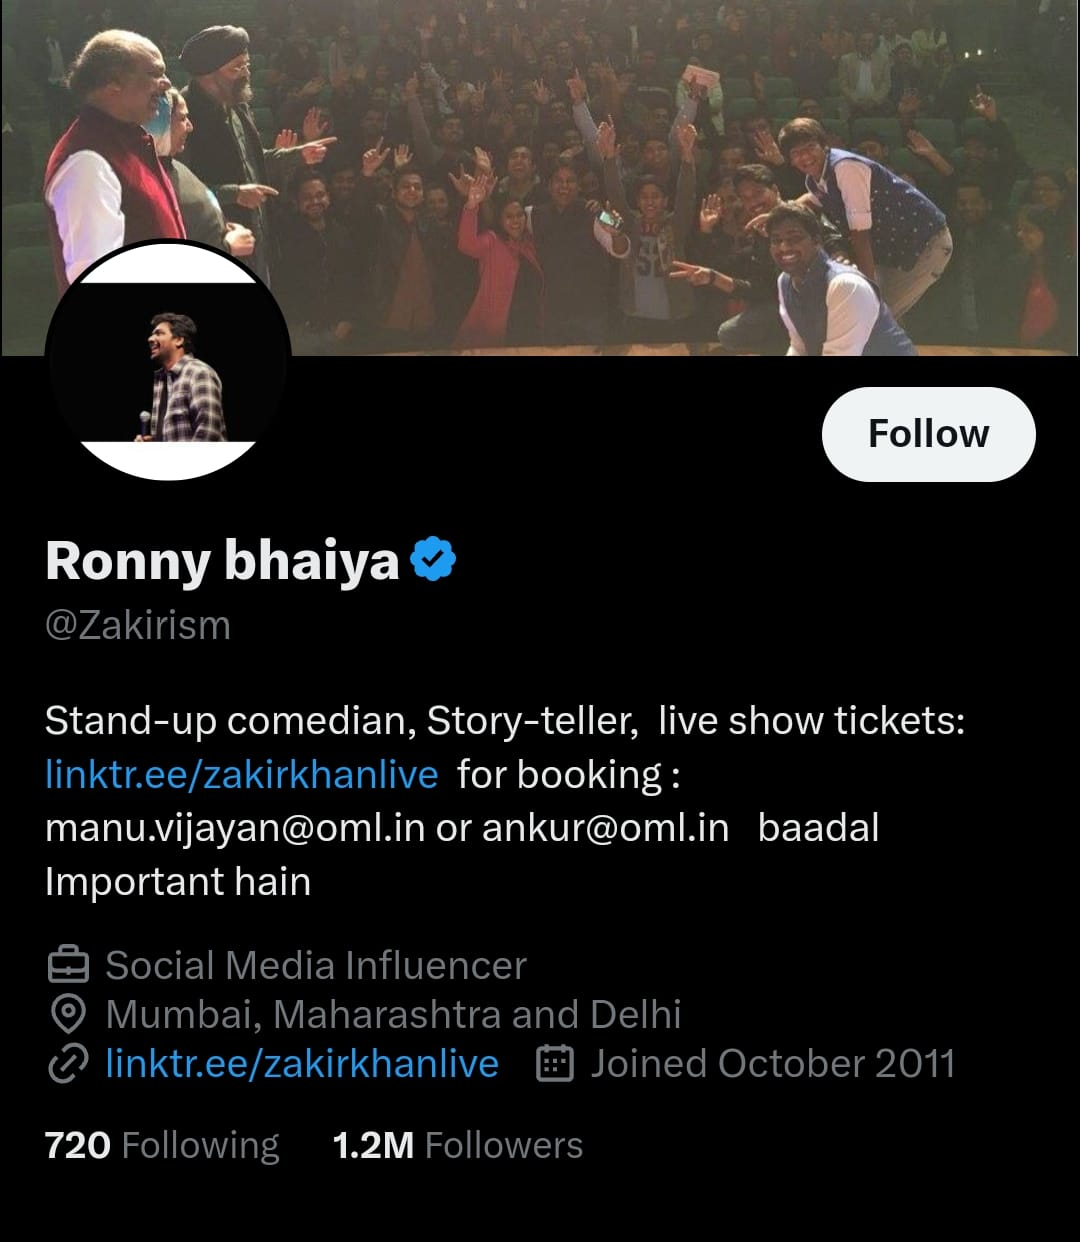 Follow
Ronny bhaiya
@Zakirism
Stand-up comedian, Story-teller,  live show tickets:
linktr.ee/zakirkhanlive  for booking :
manu.vijayan@oml.in or ankur@oml.in   baadal
Important hain
Social Media Influencer
Mumbai, Maharashtra and Delhi
linktr.ee/zakirkhanlive Joined October 2011
720 Following 1.2M Followers